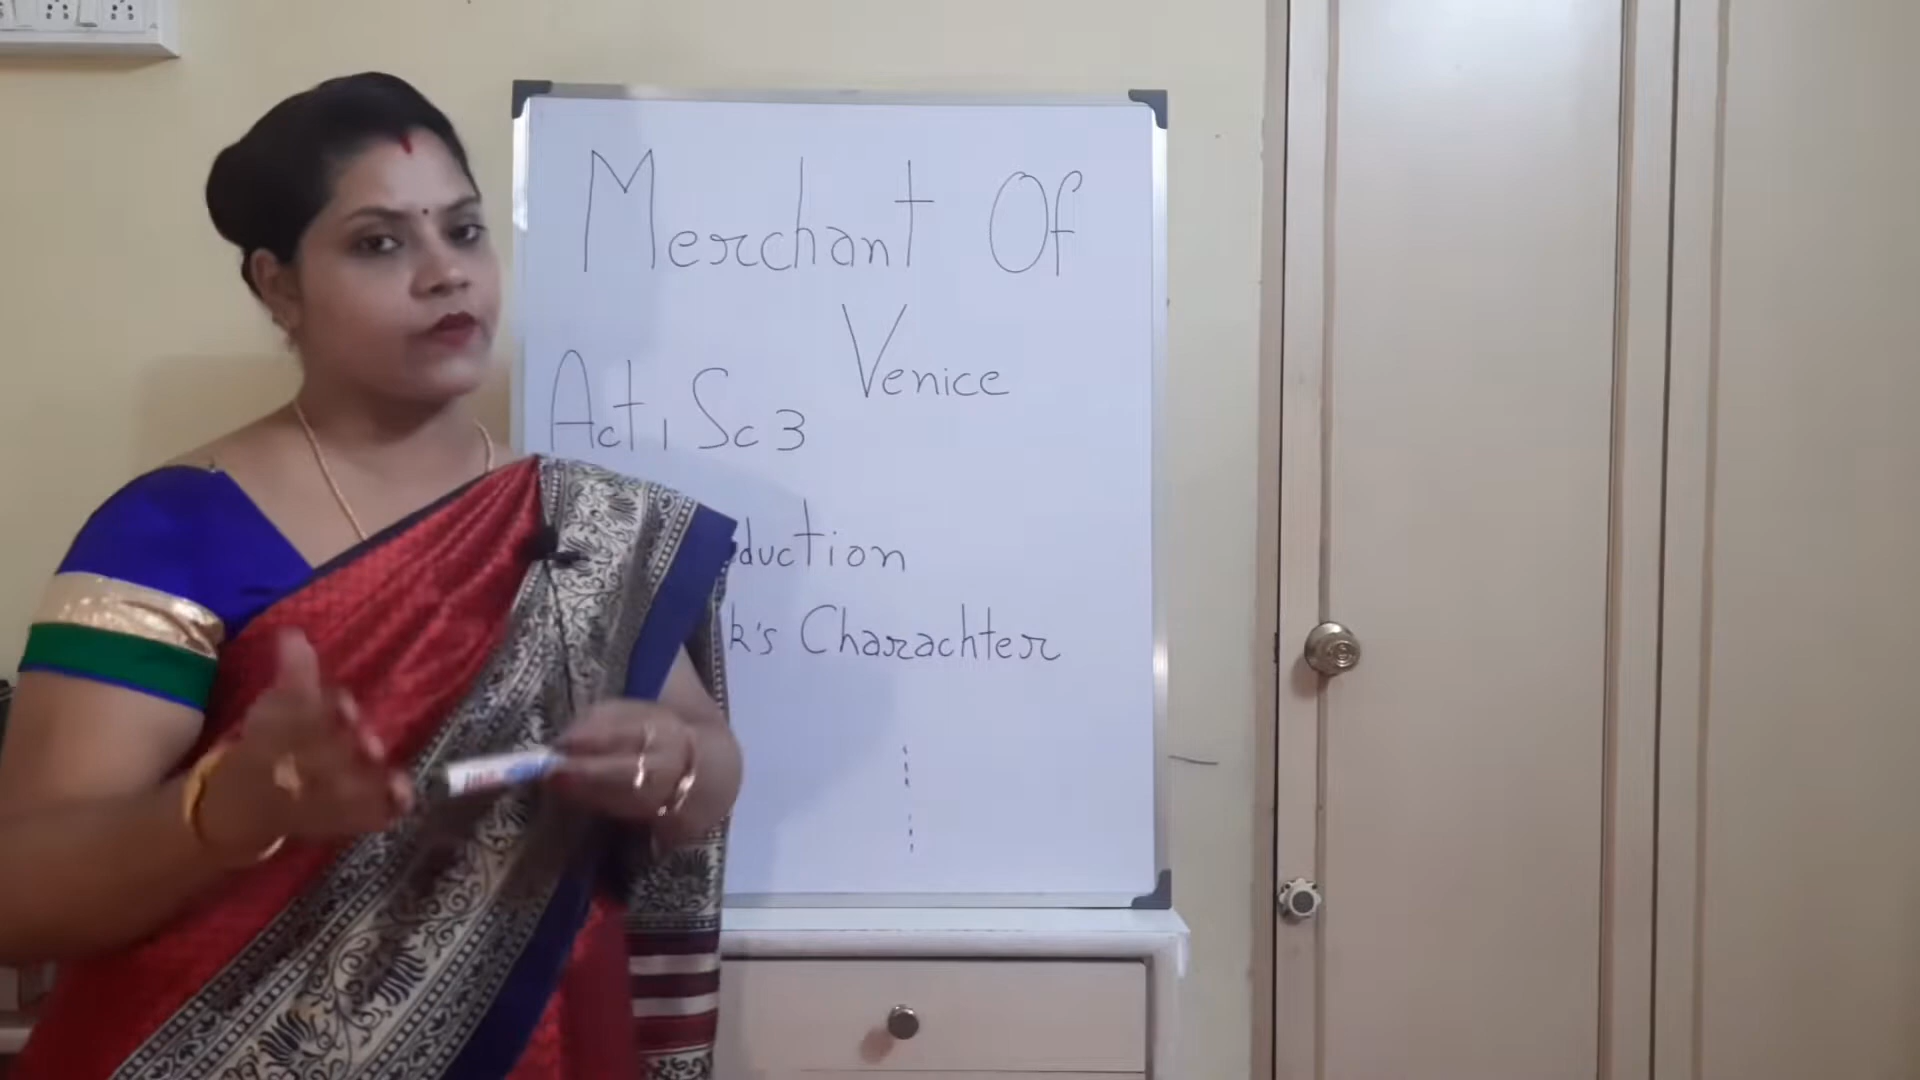 Merchant Of
Venice
Act 1 Sc 3
duction
k's Charachter